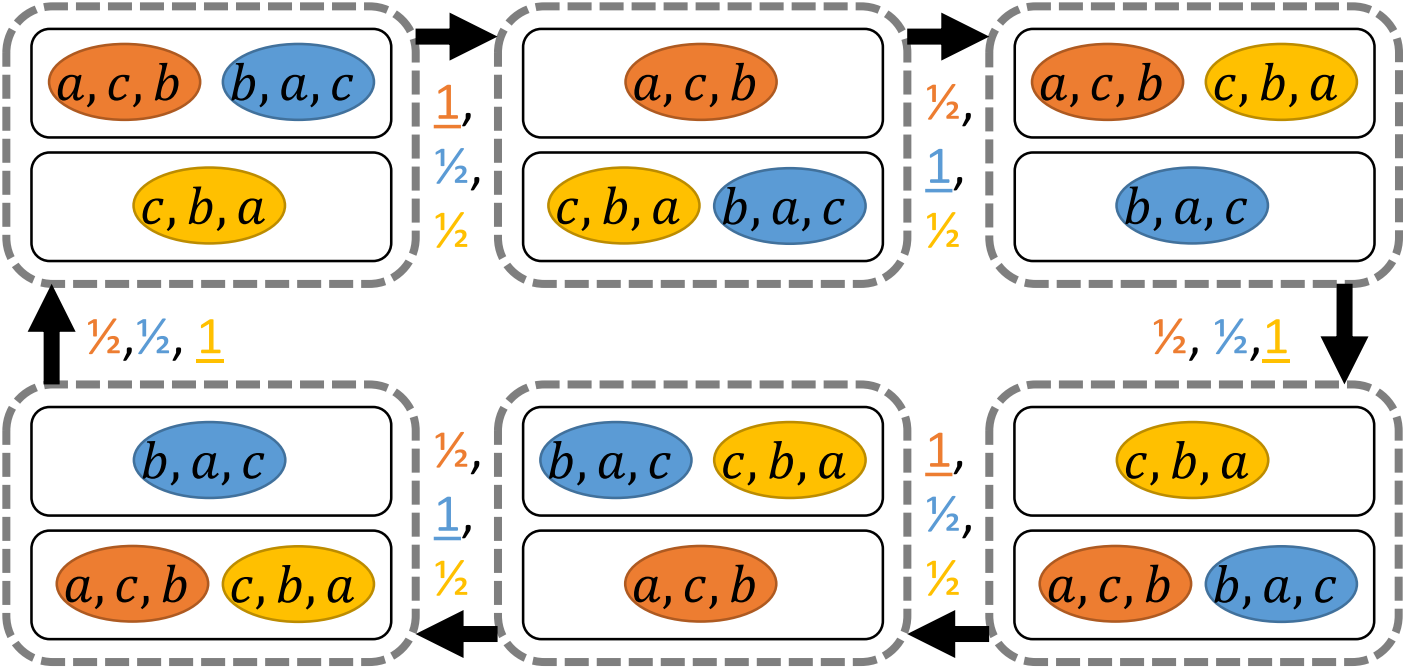 a, c, b b, a, c
c, b, a
1,
½,
½
a, c, b
c, b, a b, a, c
½,
1,
½
a, c, b c, b, a
b, a, c
½,½, 1
½, ½,1
b, a, c
a, c, b c, b, a
½,
1,
½
b, a, c c, b, a
a, c, b
1,
½,
½
c, b, a
a, c, b b, a, c